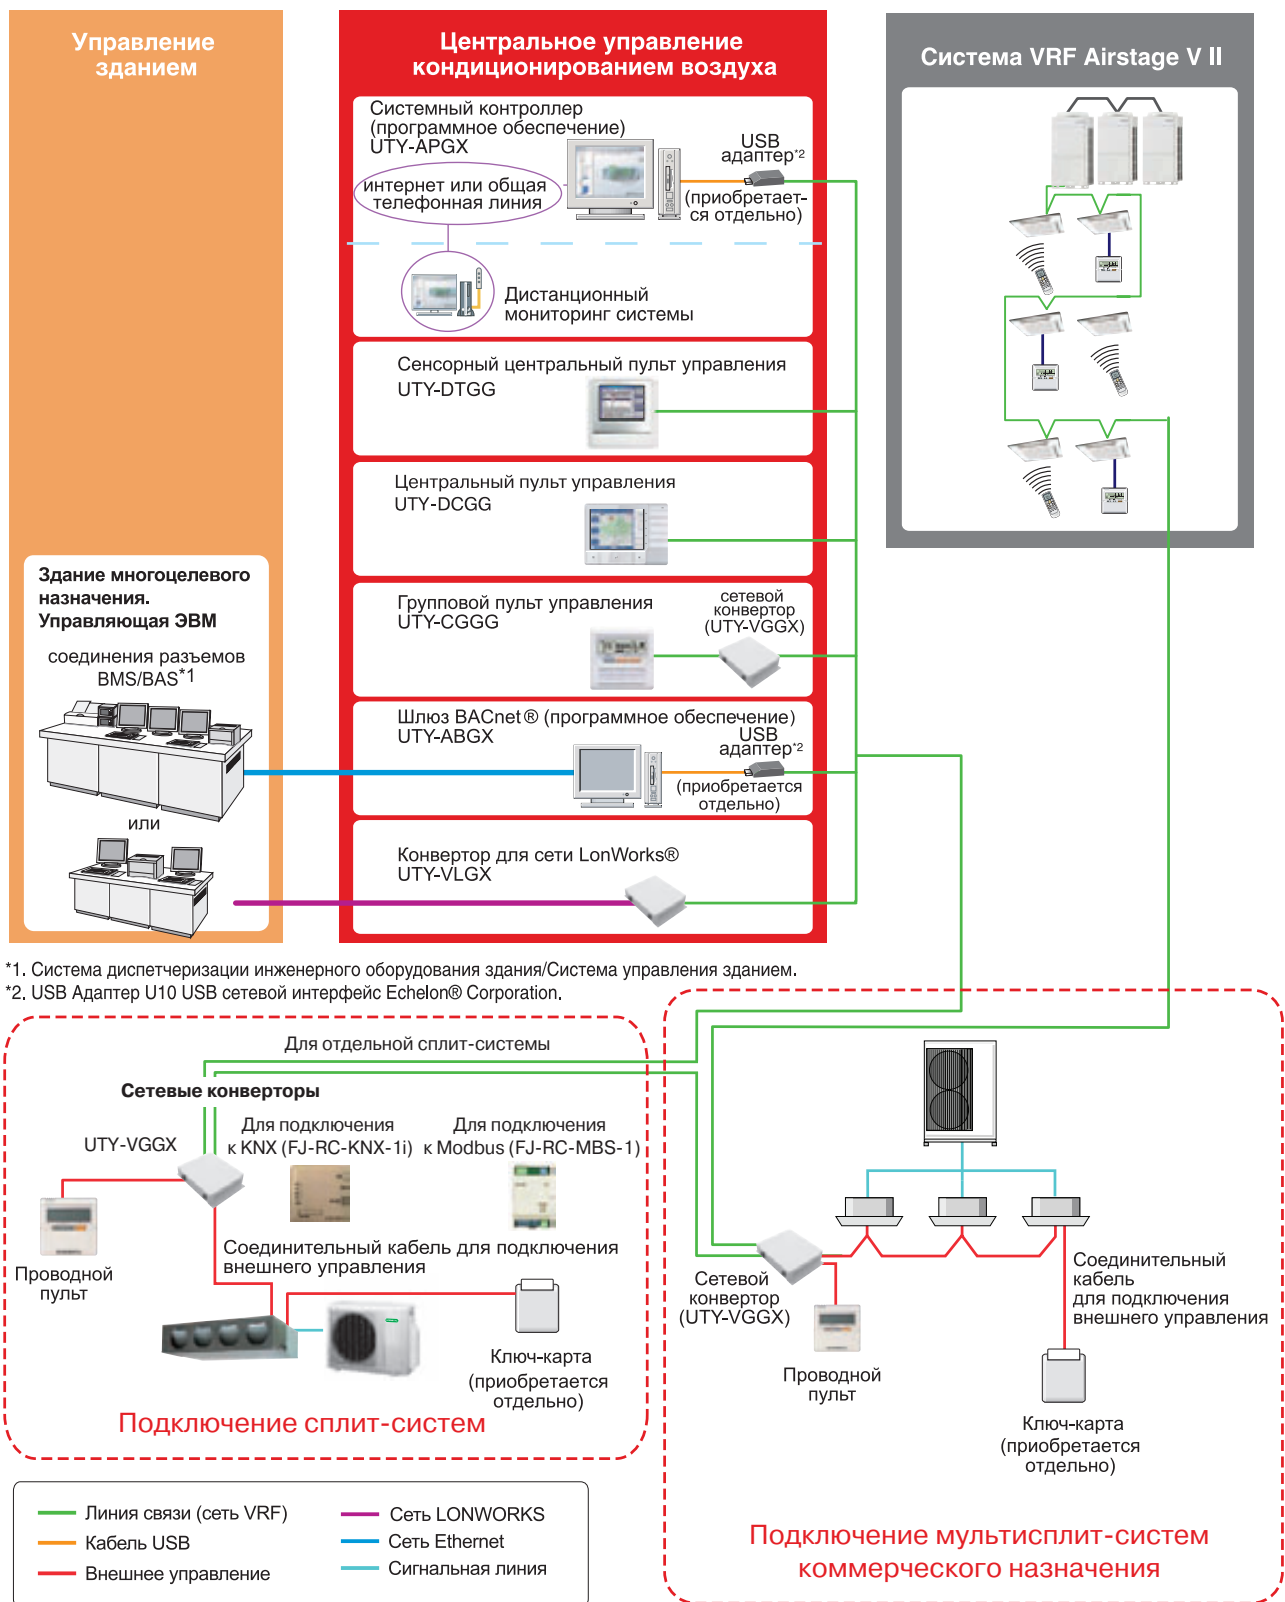 Управление
зданием
Центральное управление
кондиционированием воздуха
Система VRF Airstage V II
Системный контроллер
(программное обеспечение)
UTY-APGX
USB
адаптер*2
(приобретает-
ся отдельно)
интернет или общая
телефонная линия
Дистанционный
мониторинг системы
Сенсорный центральный пульт управления
UTY-DTGG
Центральный пульт управления
UTY-DCGG
Групповой пульт управления
UTY-CGGG
сетевой
конвертор
(UTY-VGGX)
Здание многоцелевого
назначения.
Управляющая ЭВМ
соединения разъемов
BMS/BAS*1
или
Шлюз BACnet® (программное обеспечение)
UTY-ABGX
USB
адаптер*2
(приобретается
отдельно)
Конвертор для сети LonWorks®
UTY-VLGX
*1. Система диспетчеризации инженерного оборудования здания/Система управления зданием.
*2. USB Адаптер U10 USB сетевой интерфейс Echelon® Corporation.
Для отдельной сплит-системы
Сетевые конверторы
UTY-VGGX
Для подключения
к KNX (FJ-RC-KNX-1i)
Для подключения
к Modbus (FJ-RC-MBS-1)
Проводной
пульт
Соединительный кабель для подключения
внешнего управления
Ключ-карта
(приобретается
отдельно)
Подключение сплит-систем
Сетевой
конвертор
(UTY-VGGX)
Проводной
пульт
Соединительный
кабель
для подключения
внешнего управления
Ключ-карта
(приобретается
отдельно)
Подключение мультисплит-систем
коммерческого назначения
Линия связи (сеть VRF)
Кабель USB
Внешнее управление
Сеть LONWORKS
Сеть Ethernet
Сигнальная линия